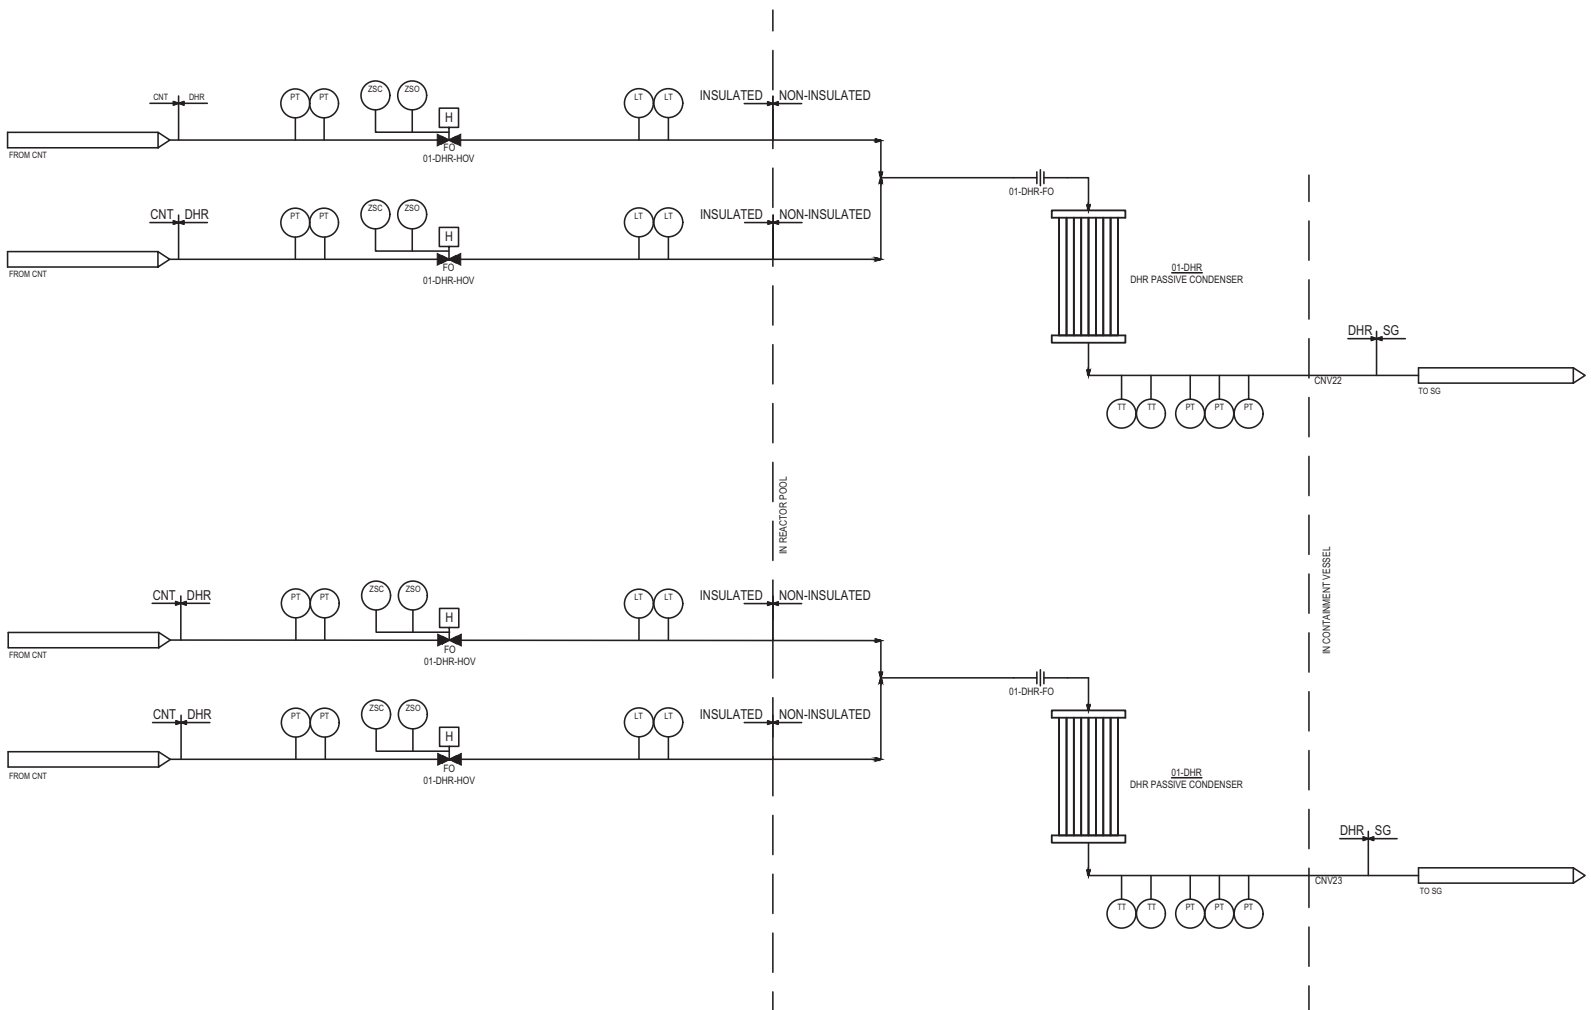 CNT DHR
PT PT ZSC ZSO LT LT
H
INSULATED NON-INSULATED
FROM CNT
FO
01-DHR-HOV
CNT DHR
PT PT ZSC ZSO LT LT
H
INSULATED NON-INSULATED
FROM CNT
FO
01-DHR-HOV
01-DHR-FO
01-DHR
DHR PASSIVE CONDENSER
DHR SG
CNV22
TO SG
TT TT PT PT PT
IN REACTOR POOL
IN CONTAINMENT VESSEL
CNT DHR
PT PT ZSC ZSO LT LT
H
INSULATED NON-INSULATED
FROM CNT
FO
01-DHR-HOV
CNT DHR
PT PT ZSC ZSO LT LT
H
INSULATED NON-INSULATED
FROM CNT
FO
01-DHR-HOV
01-DHR-FO
01-DHR
DHR PASSIVE CONDENSER
DHR SG
CNV23
TO SG
TT TT PT PT PT